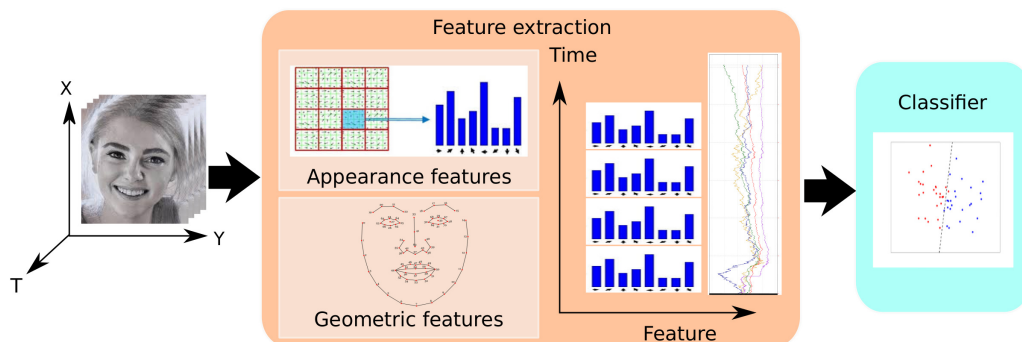 X
Y
T
Feature extraction
Appearance features
Geometric features
Time
Feature
Classifier